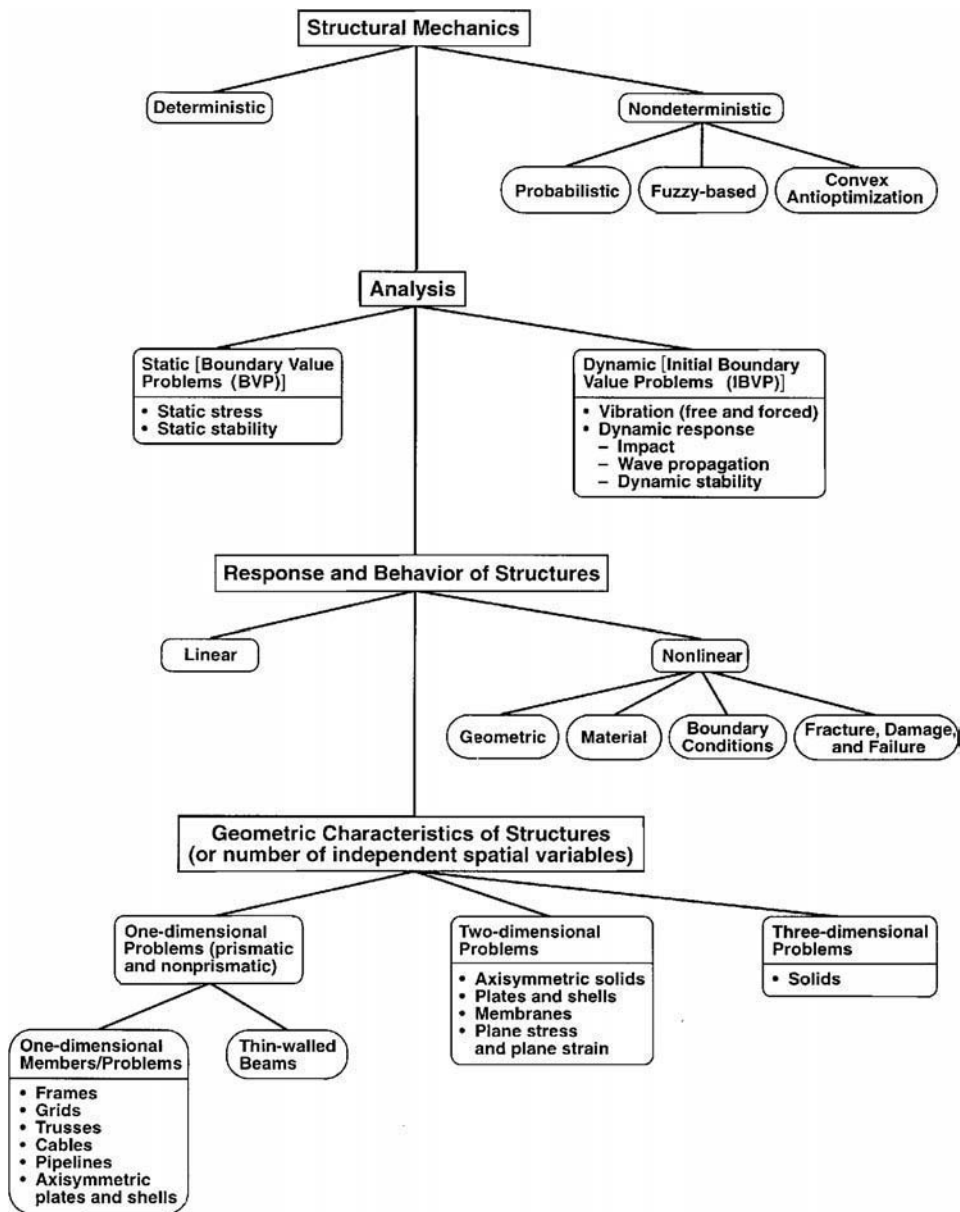 Structural Mechanics
Deterministic
Nondeterministic
Probabilistic
Fuzzy-based
Convex
Antioptimization
Analysis
Static [Boundary Value
Problems (BVP)]
• Static stress
• Static stability
Dynamic [Initial Boundary
Value Problems (IBVP)]
• Vibration (free and forced)
• Dynamic response
– Impact
– Wave propagation
– Dynamic stability
Response and Behavior of Structures
Linear
Nonlinear
Geometric
Material
Boundary
Conditions
Fracture, Damage,
and Failure
Geometric Characteristics of Structures
(or number of independent spatial variables)
One-dimensional
Problems (prismatic
and nonprismatic)
Two-dimensional
Problems
• Axisymmetric solids
• Plates and shells
• Membranes
• Plane stress
and plane strain
Three-dimensional
Problems
• Solids
One-dimensional
Members/Problems
• Frames
• Grids
• Trusses
• Cables
• Pipelines
• Axisymmetric
plates and shells
Thin-walled
Beams